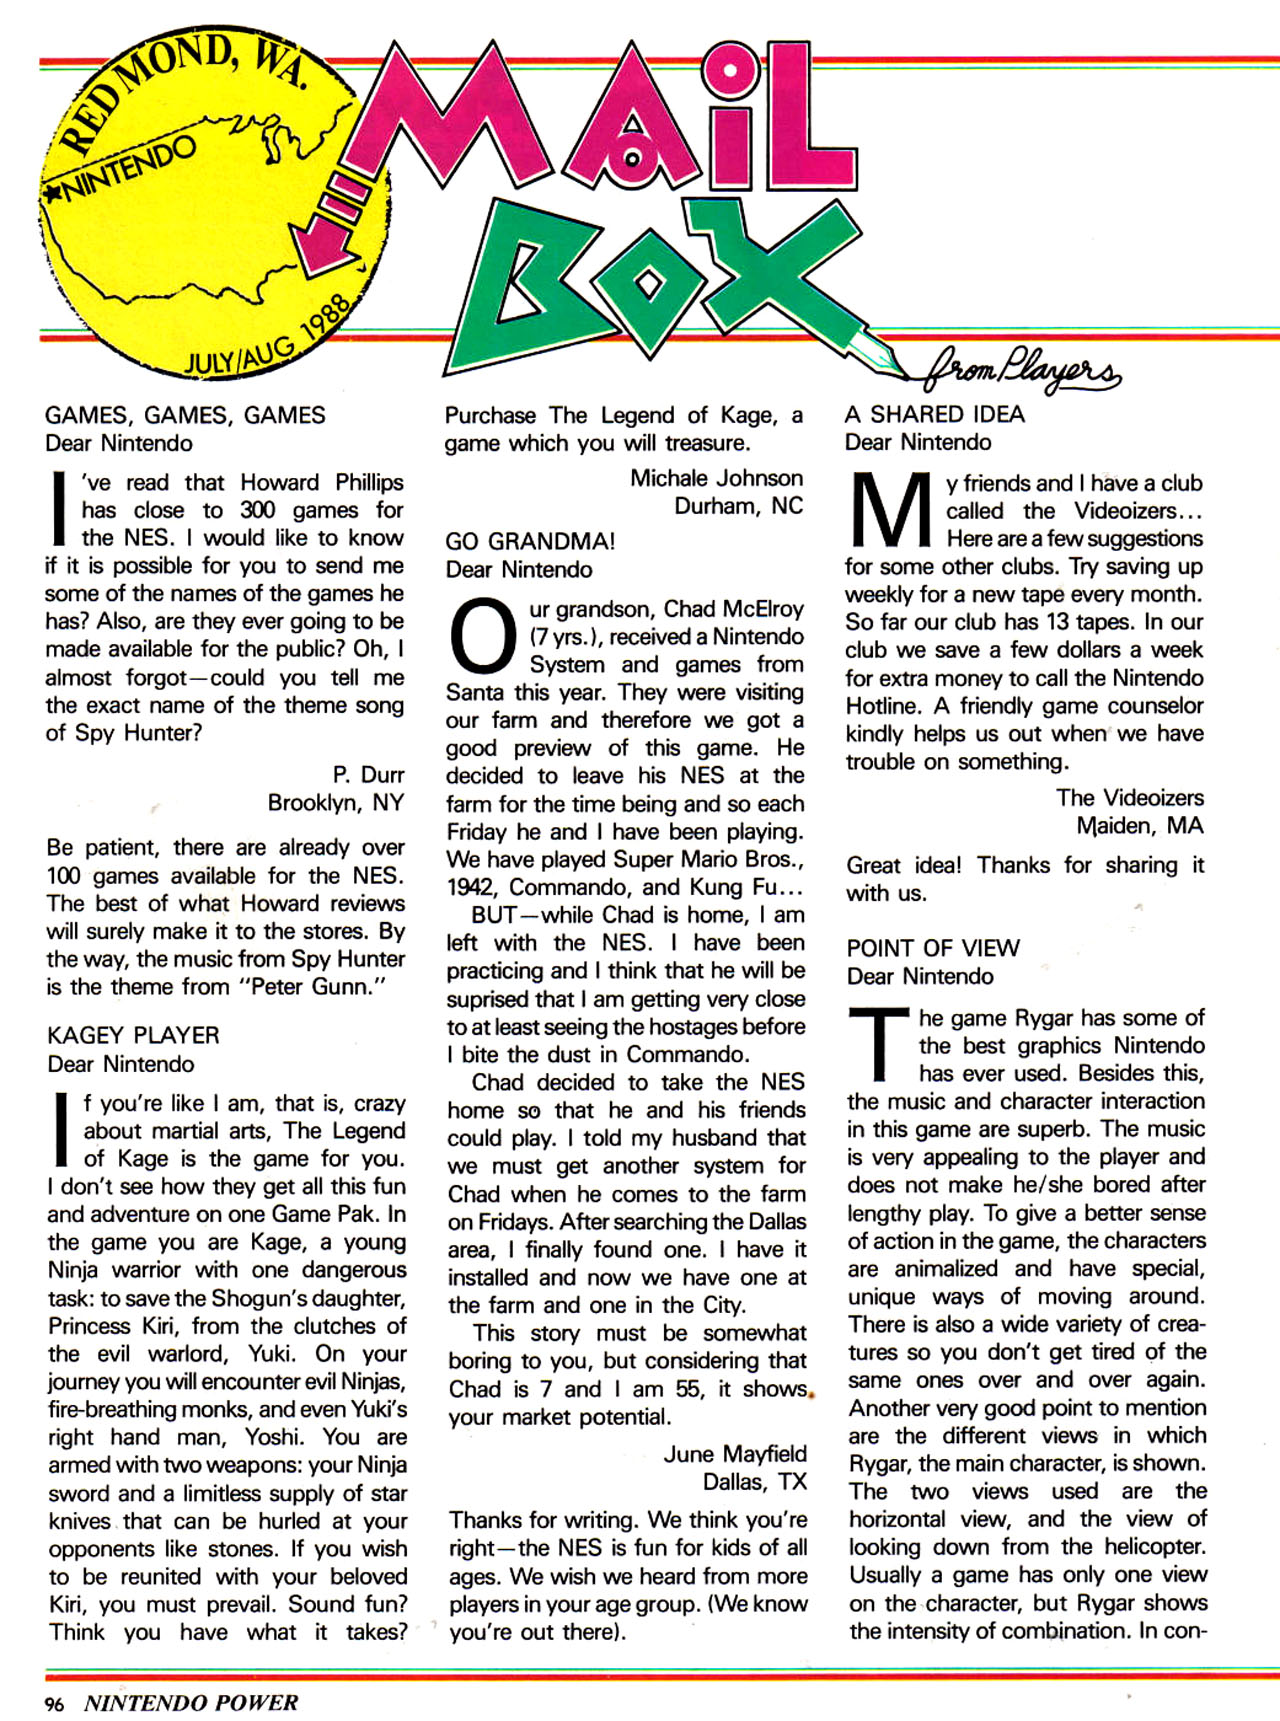 REDMOND, WA.
NINTENDO
JULY/AUG 1988
MAIL
BOX
from Players
GAMES, GAMES, GAMES
Dear Nintendo
I've read that Howard Phillips
has close to 300 games for
the NES. I would like to know
if it is possible for you to send me
some of the names of the games he
has? Also, are they ever going to be
made available for the public? Oh, I
almost forgot—could you tell me
the exact name of the theme song
of Spy Hunter?
P. Durr
Brooklyn, NY
Be patient, there are already over
100 games available for the NES.
The best of what Howard reviews
will surely make it to the stores. By
the way, the music from Spy Hunter
is the theme from "Peter Gunn."
KAGEY PLAYER
Dear Nintendo
If you're like I am, that is, crazy
about martial arts, The Legend
of Kage is the game for you.
I don't see how they get all this fun
and adventure on one Game Pak. In
the game you are Kage, a young
Ninja warrior with one dangerous
task: to save the Shogun's daughter,
Princess Kiri, from the clutches of
the evil warlord, Yuki. On your
journey you will encounter evil Ninjas,
fire-breathing monks, and even Yuki's
right hand man, Yoshi. You are
armed with two weapons: your Ninja
sword and a limitless supply of star
knives that can be hurled at your
opponents like stones. If you wish
to be reunited with your beloved
Kiri, you must prevail. Sound fun?
Think you have what it takes?
Purchase The Legend of Kage, a
game which you will treasure.
Michale Johnson
Durham, NC
GO GRANDMA!
Dear Nintendo
Our grandson, Chad McElroy
(7 yrs.), received a Nintendo
System and games from
Santa this year. They were visiting
our farm and therefore we got a
good preview of this game. He
decided to leave his NES at the
farm for the time being and so each
Friday he and I have been playing.
We have played Super Mario Bros.,
1942, Commando, and Kung Fu...
BUT—while Chad is home, I am
left with the NES. I have been
practicing and I think that he will be
suprised that I am getting very close
to at least seeing the hostages before
I bite the dust in Commando.
Chad decided to take the NES
home so that he and his friends
could play. I told my husband that
we must get another system for
Chad when he comes to the farm
on Fridays. After searching the Dallas
area, I finally found one. I have it
installed and now we have one at
the farm and one in the City.
This story must be somewhat
boring to you, but considering that
Chad is 7 and I am 55, it shows
your market potential.
June Mayfield
Dallas, TX
Thanks for writing. We think you're
right—the NES is fun for kids of all
ages. We wish we heard from more
players in your age group. (We know
you're out there).
A SHARED IDEA
Dear Nintendo
My friends and I have a club
called the Videoizers...
Here are a few suggestions
for some other clubs. Try saving up
weekly for a new tape every month.
So far our club has 13 tapes. In our
club we save a few dollars a week
for extra money to call the Nintendo
Hotline. A friendly game counselor
kindly helps us out when we have
trouble on something.
The Videoizers
Maiden, MA
Great idea! Thanks for sharing it
with us.
POINT OF VIEW
Dear Nintendo
The game Rygar has some of
the best graphics Nintendo
has ever used. Besides this,
the music and character interaction
in this game are superb. The music
is very appealing to the player and
does not make he/she bored after
lengthy play. To give a better sense
of action in the game, the characters
are animalized and have special,
unique ways of moving around.
There is also a wide variety of crea-
tures so you don't get tired of the
same ones over and over again.
Another very good point to mention
are the different views in which
Rygar, the main character, is shown.
The two views used are the
horizontal view, and the view of
looking down from the helicopter.
Usually a game has only one view
on the character, but Rygar shows
the intensity of combination. In con-
96 NINTENDO POWER